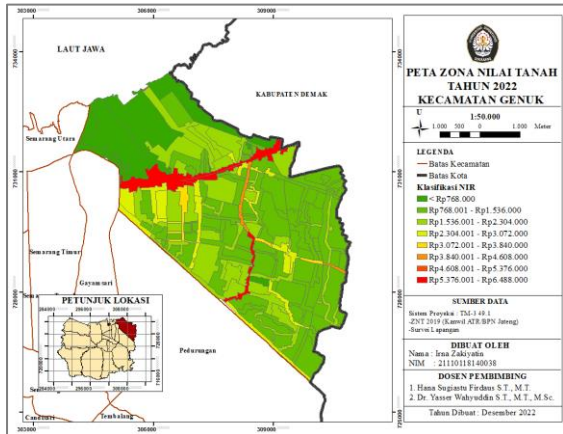 303000
306000
309000
LAUT JAWA
KABUPATEN DEMAK
Semarang Utara
Semarang Timur
Gayamsari
Pedurungan
Tembalang
PETUNJUK LOKASI
303000
306000
309000
PETA ZONA NILAI TANAH
TAHUN 2022
KECAMATAN GENUK
U
1:50.000
1.000 500 0 1.000 Meter
LEGENDA
Batas Kecamatan
Batas Kota
Klasifikasi NIR
< Rp768.000
Rp768.001 - Rp1.536.000
Rp1.536.001 - Rp2.304.000
Rp2.304.001 - Rp3.072.000
Rp3.072.001 - Rp3.840.000
Rp3.840.001 - Rp4.608.000
Rp4.608.001 - Rp5.376.000
Rp5.376.001 - Rp6.488.000
SUMBER DATA
Sistem Proyeksi : TM-3 49.1
-ZNT 2019 (Kanwil ATR/BPN Jateng)
-Survei Lapangan
DIBUAT OLEH
Nama : Irna Zakiyatin
NIM : 21110118140038
DOSEN PEMBIMBING
1. Hana Sugiastu Firdaus S.T., M.T.
2. Dr. Yasser Wahyuddin S.T., M.T., M.Sc.
Tahun Dibuat : Desember 2022